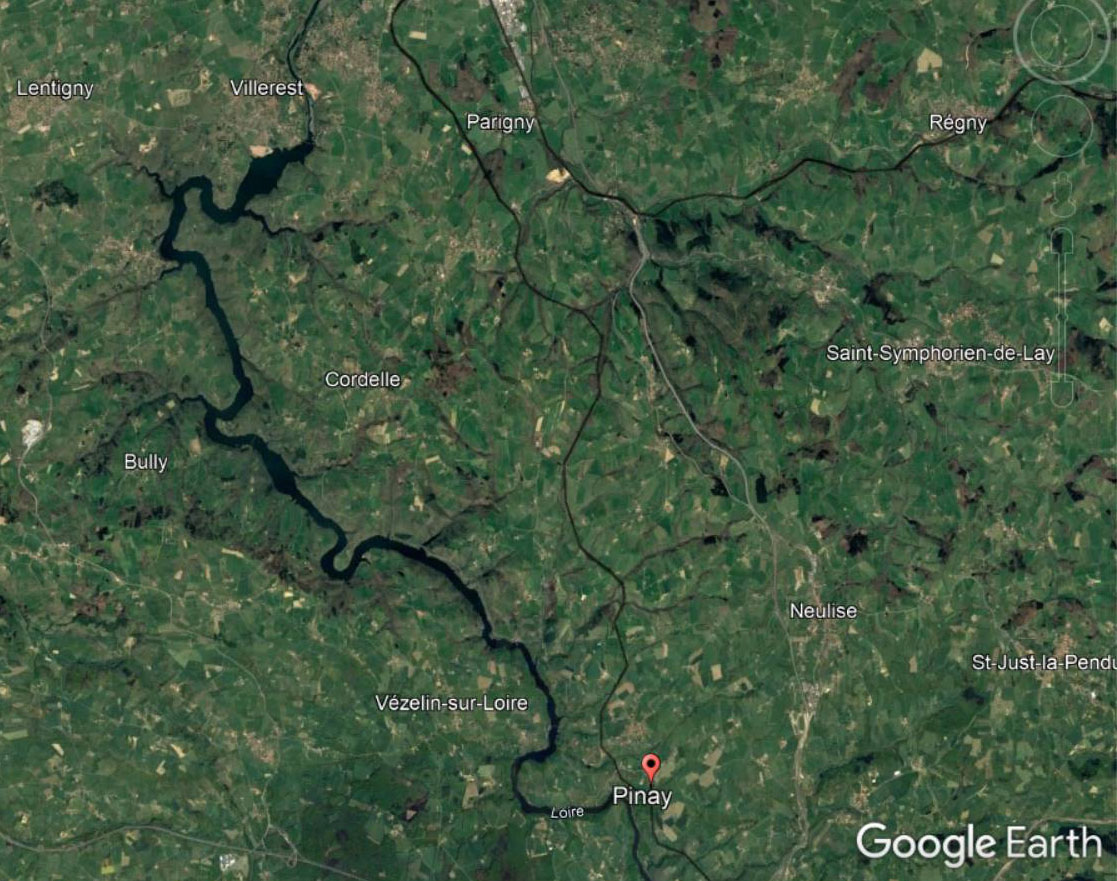 Lentigny
Villerest
Parigny
Régny
Saint-Symphorien-de-Lay
Cordelle
Bully
Neulise
St-Just-la-Pendu
Vézelin-sur-Loire
Pinay
Loire
Google Earth